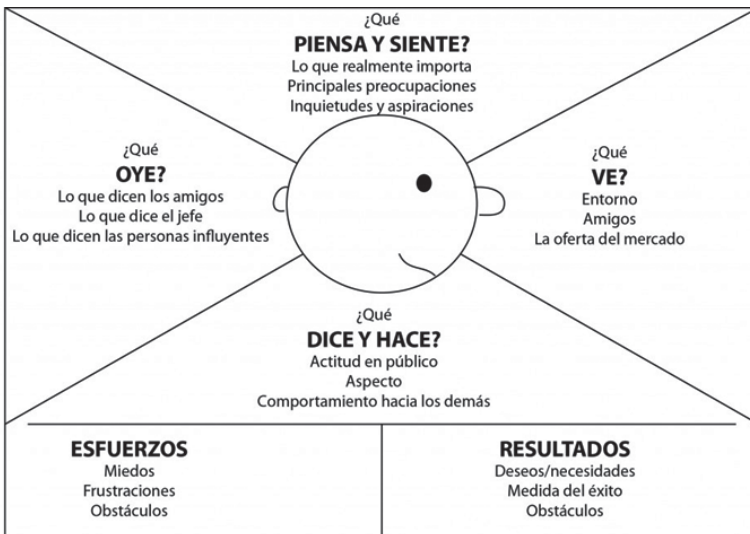 ¿Qué
PIENSA Y SIENTE?
Lo que realmente importa
Principales preocupaciones
Inquietudes y aspiraciones
¿Qué
OYE?
Lo que dicen los amigos
Lo que dice el jefe
Lo que dicen las personas influyentes
¿Qué
VE?
Entorno
Amigos
La oferta del mercado
¿Qué
DICE Y HACE?
Actitud en público
Aspecto
Comportamiento hacia los demás
ESFUERZOS
Miedos
Frustraciones
Obstáculos
RESULTADOS
Deseos/necesidades
Medida del éxito
Obstáculos